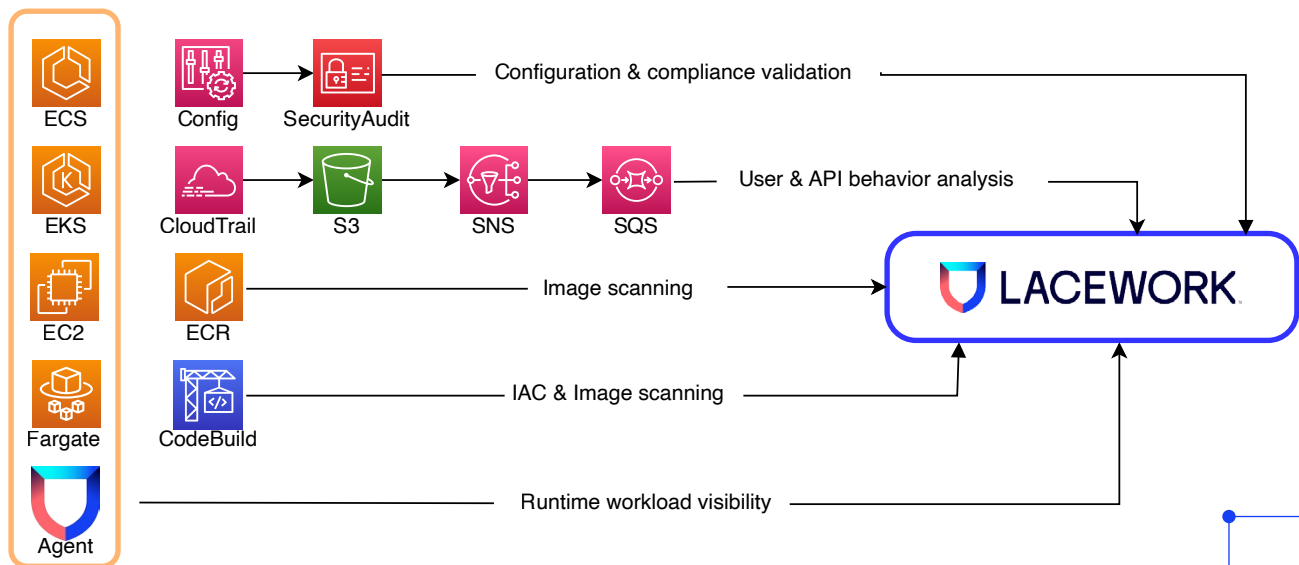 ECS
Config
SecurityAudit
Configuration & compliance validation
EKS
CloudTrail
S3
SNS
SQS
User & API behavior analysis
EC2
ECR
Image scanning
LACEWORK
Fargate
CodeBuild
IAC & Image scanning
Agent
Runtime workload visibility
K